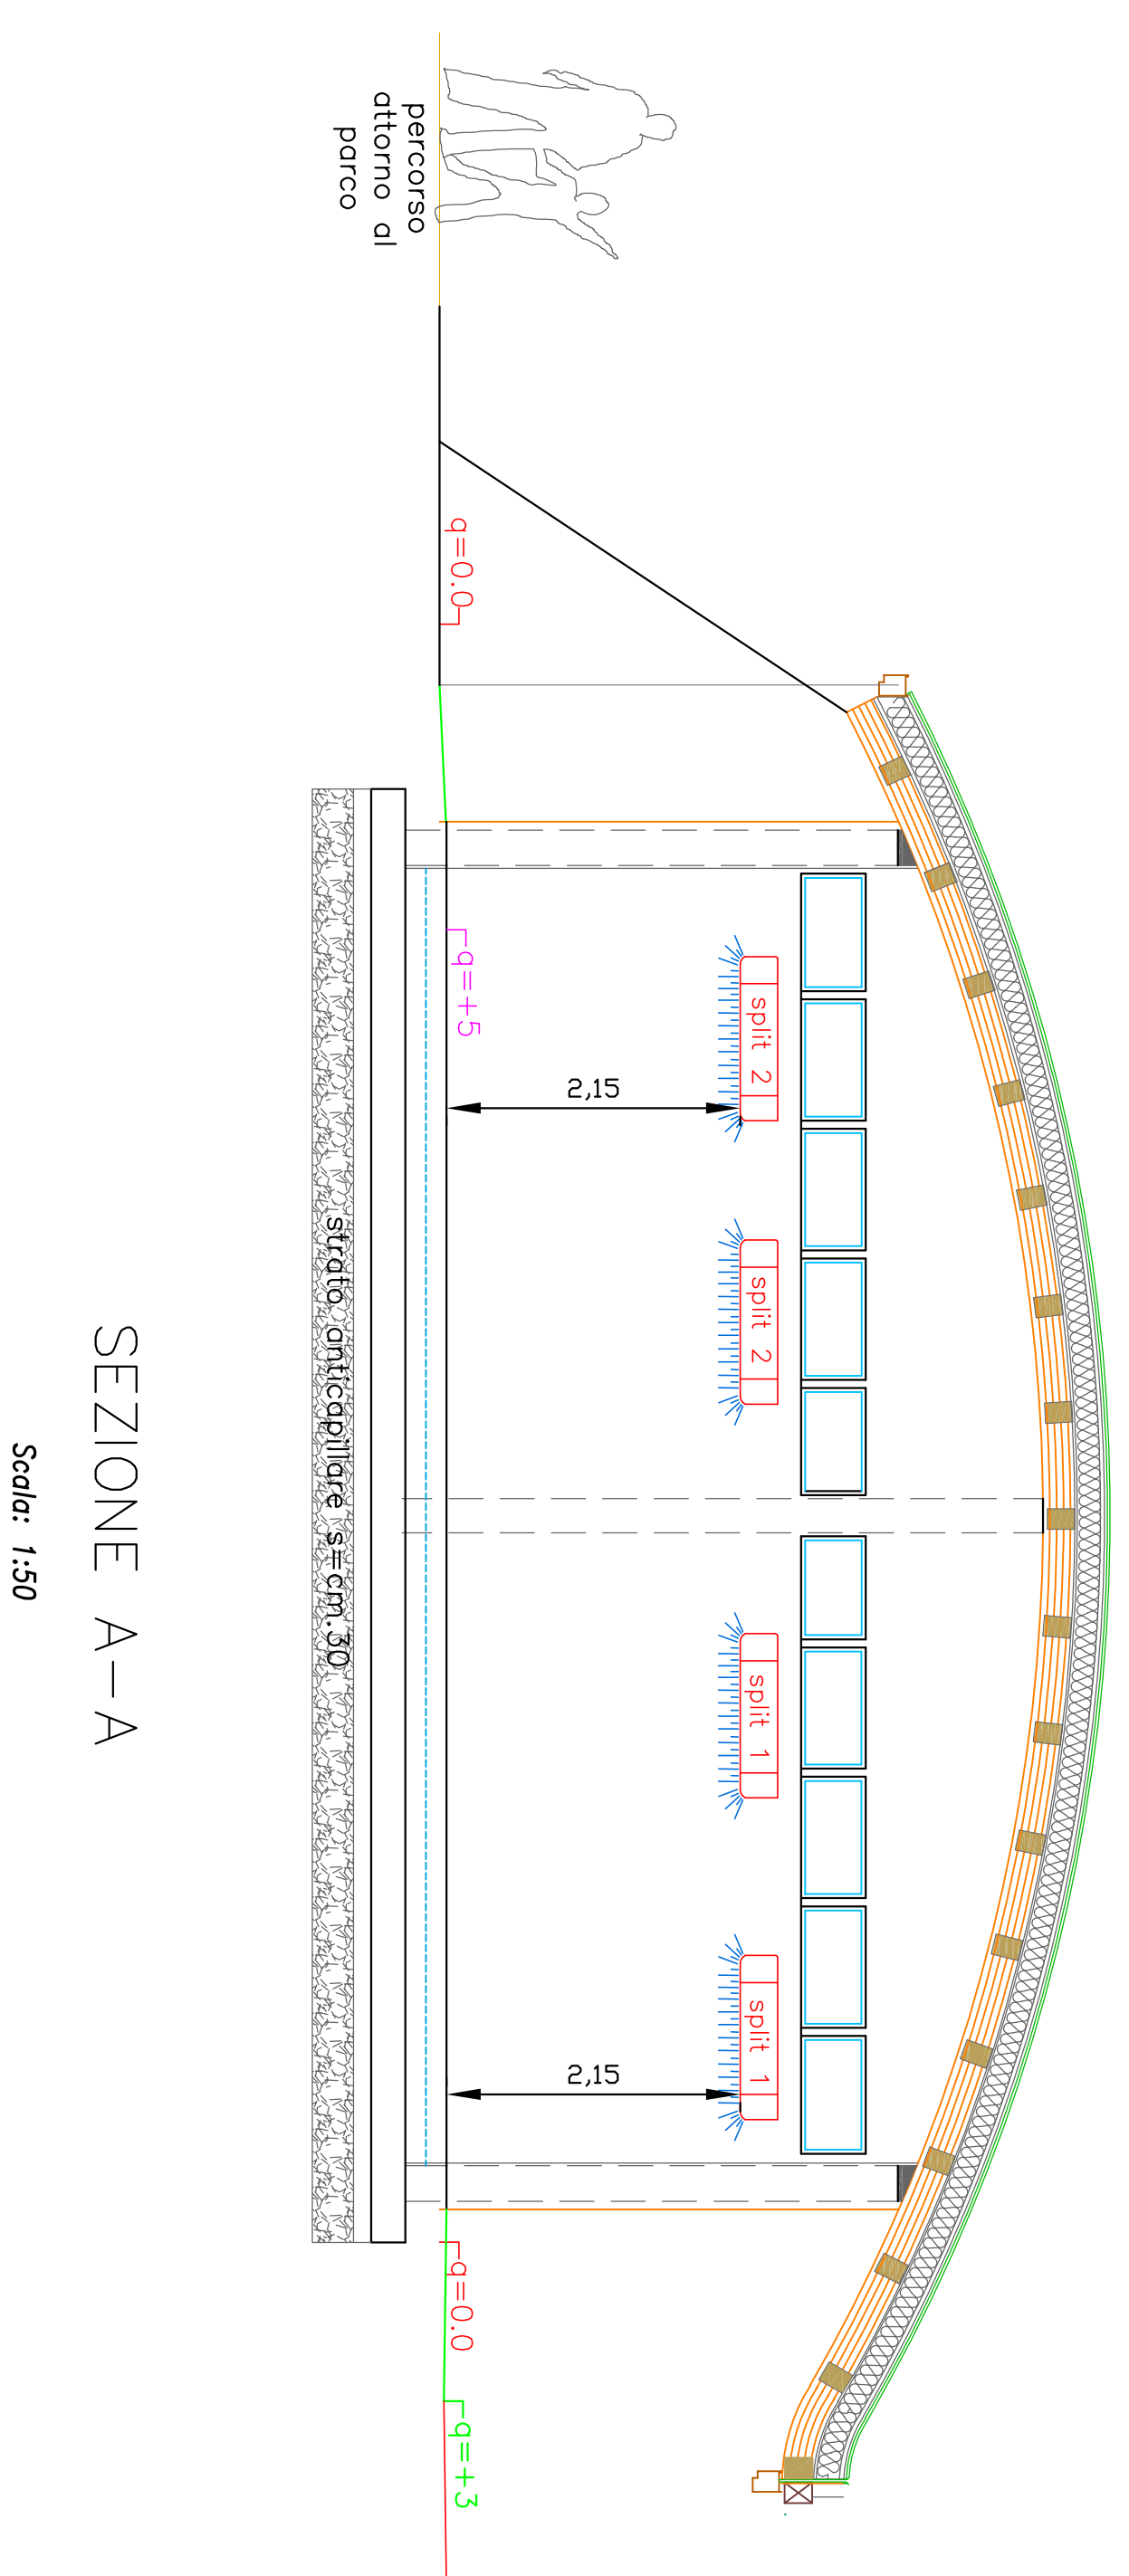 percorso
attorno al
parco
q=0.0
q=+5
split 2
2,15
split 2
split 1
split 1
2,15
q=0.0
q=+3
strato anticapillare s=cm.30
SEZIONE A-A
Scala: 1:50